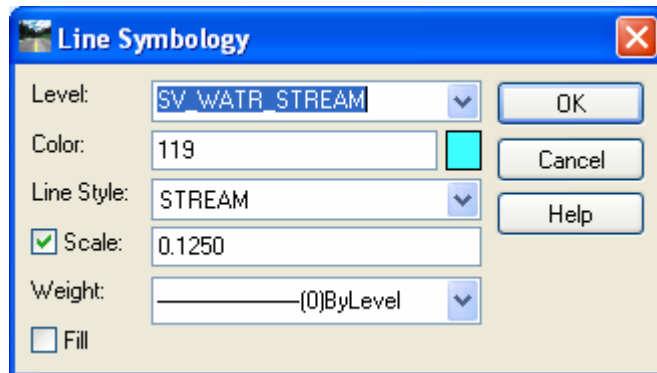 Line Symbology
Level: SV_WATR_STREAM OK
Color: 119 Cancel
Line Style: STREAM Help
Scale: 0.1250
Weight: (0)ByLevel
Fill